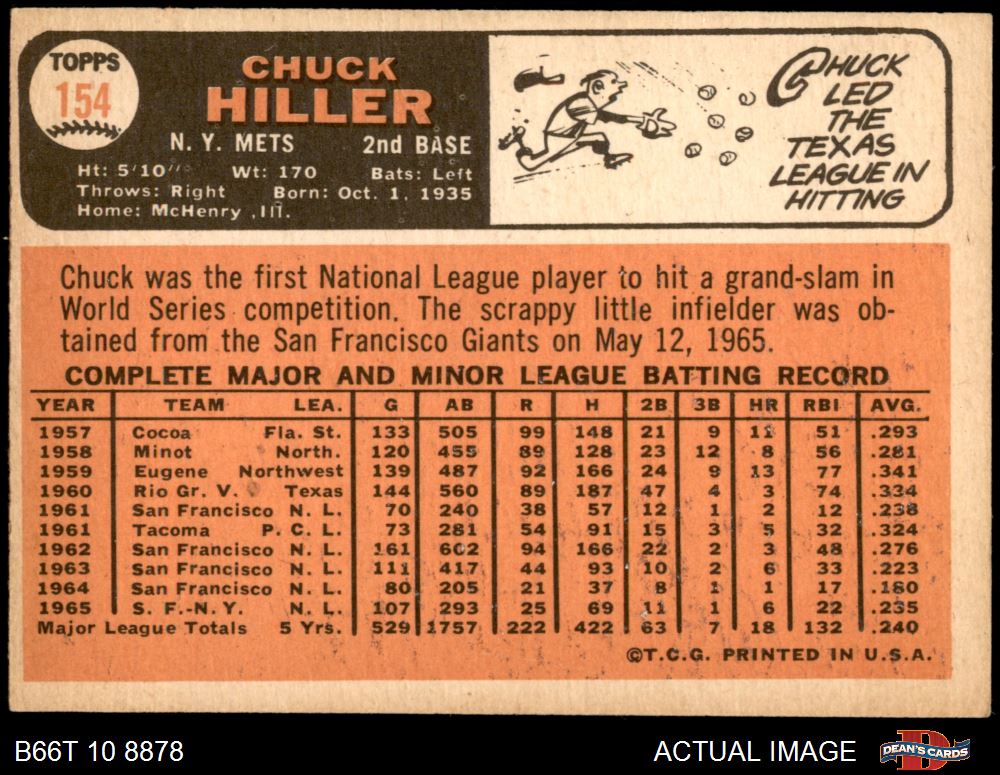 TOPPS
154
CHUCK
HILLER
N. Y. METS 2nd BASE
Ht: 5'10" Wt: 170 Bats: Left
Throws: Right Born: Oct. 1, 1935
Home: McHenry ,Ill.
CHUCK
LED
THE
TEXAS
LEAGUE IN
HITTING
Chuck was the first National League player to hit a grand-slam in
World Series competition. The scrappy little infielder was ob-
tained from the San Francisco Giants on May 12, 1965.
COMPLETE MAJOR AND MINOR LEAGUE BATTING RECORD
YEAR TEAM LEA. G AB R H 2B 3B HR RBI AVG.
1957 Cocoa Fla. St. 133 505 99 148 21 9 11 51 .293
1958 Minot North. 120 455 89 128 23 12 8 56 .281
1959 Eugene Northwest 139 487 92 166 24 9 13 77 .341
1960 Rio Gr. V. Texas 144 560 89 187 47 4 3 74 .334
1961 San Francisco N. L. 70 240 38 57 12 1 2 12 .238
1961 Tacoma P. C. L. 73 281 54 91 15 3 5 32 .324
1962 San Francisco N. L. 161 602 94 166 22 2 3 48 .276
1963 San Francisco N. L. 111 417 44 93 10 2 6 33 .223
1964 San Francisco N. L. 80 205 21 37 8 1 1 17 .180
1965 S. F.-N. Y. N. L. 107 293 25 69 11 1 6 22 .235
Major League Totals 5 Yrs. 529 1757 222 422 63 7 18 132 .240
©T.C.G. PRINTED IN U.S.A.
B66T 10 8878 ACTUAL IMAGE DEAN'S CARDS